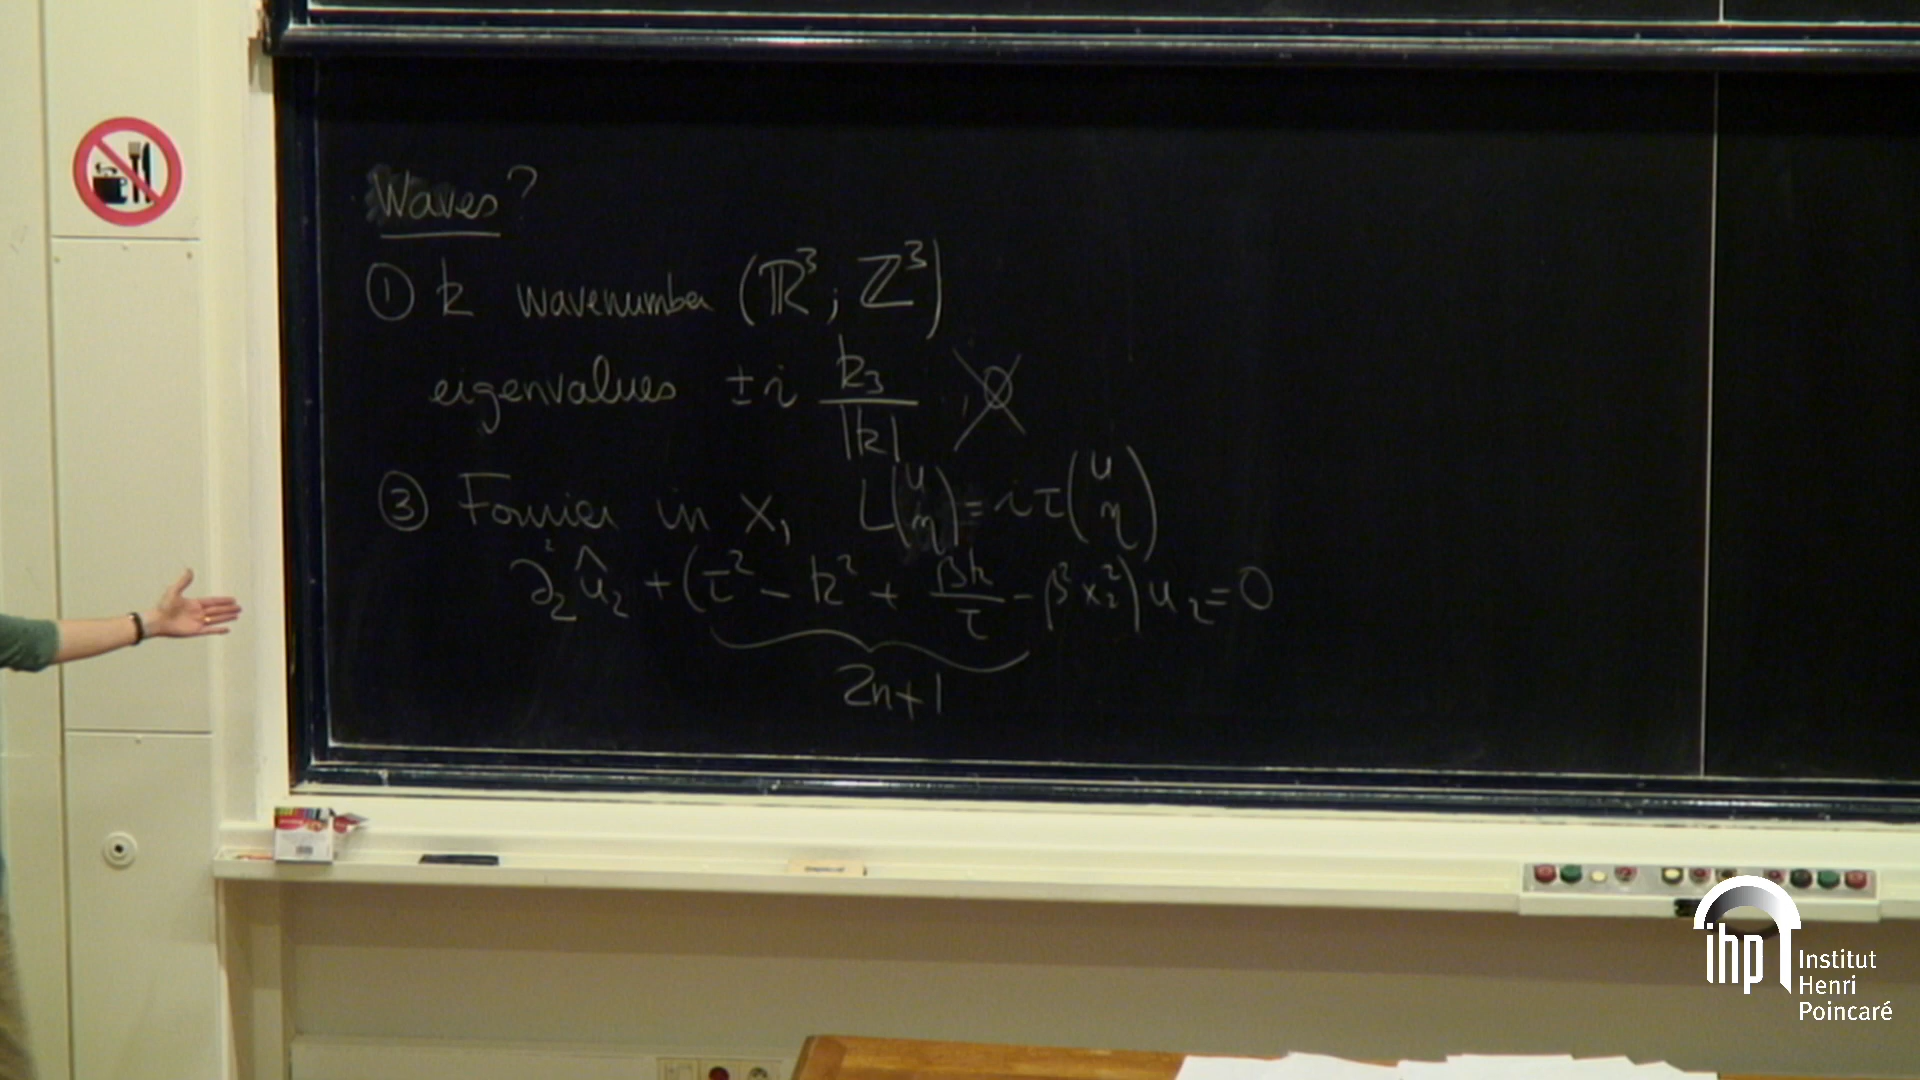 Waves?
① k wavenumber (ℝ³; ℤ³)
eigenvalues ± i k₃/|k|, 0
③ Fourier in x₁ L(u η) = iτ(u η)
∂₂² û₂ + (τ² − k² + βk/τ − β² x₂²) u₂ = 0
2n+1
ihp
Institut
Henri
Poincaré